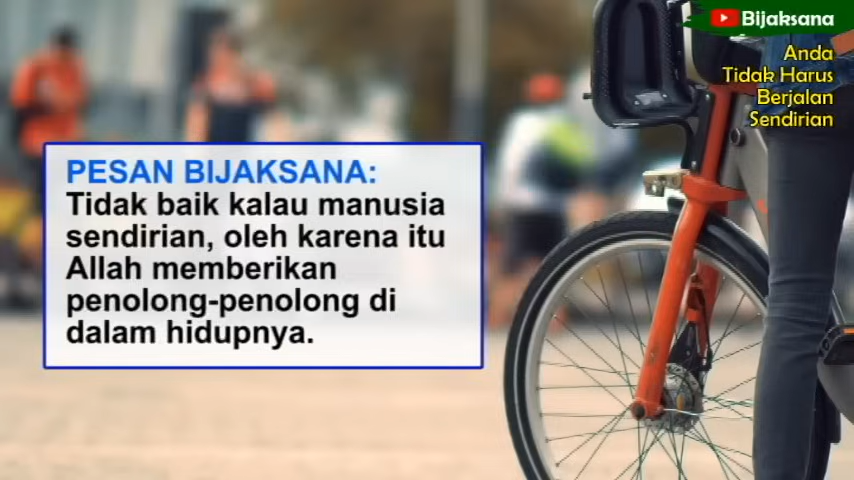 Bijaksana
Anda
Tidak Harus
Berjalan
Sendirian
PESAN BIJAKSANA:
Tidak baik kalau manusia
sendirian, oleh karena itu
Allah memberikan
penolong-penolong di
dalam hidupnya.